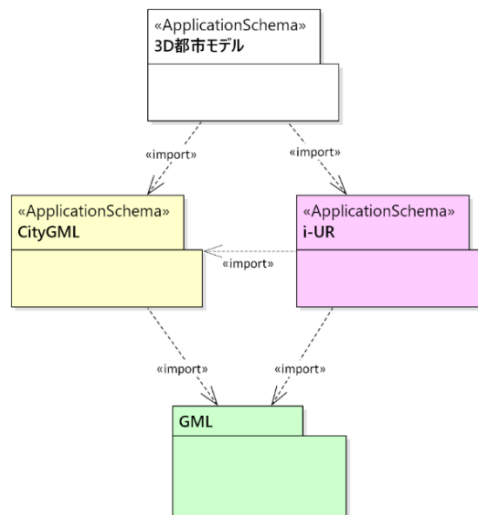 «ApplicationSchema»
3D都市モデル
«import»
«import»
«ApplicationSchema»
CityGML
«ApplicationSchema»
i-UR
«import»
«import»
«import»
GML